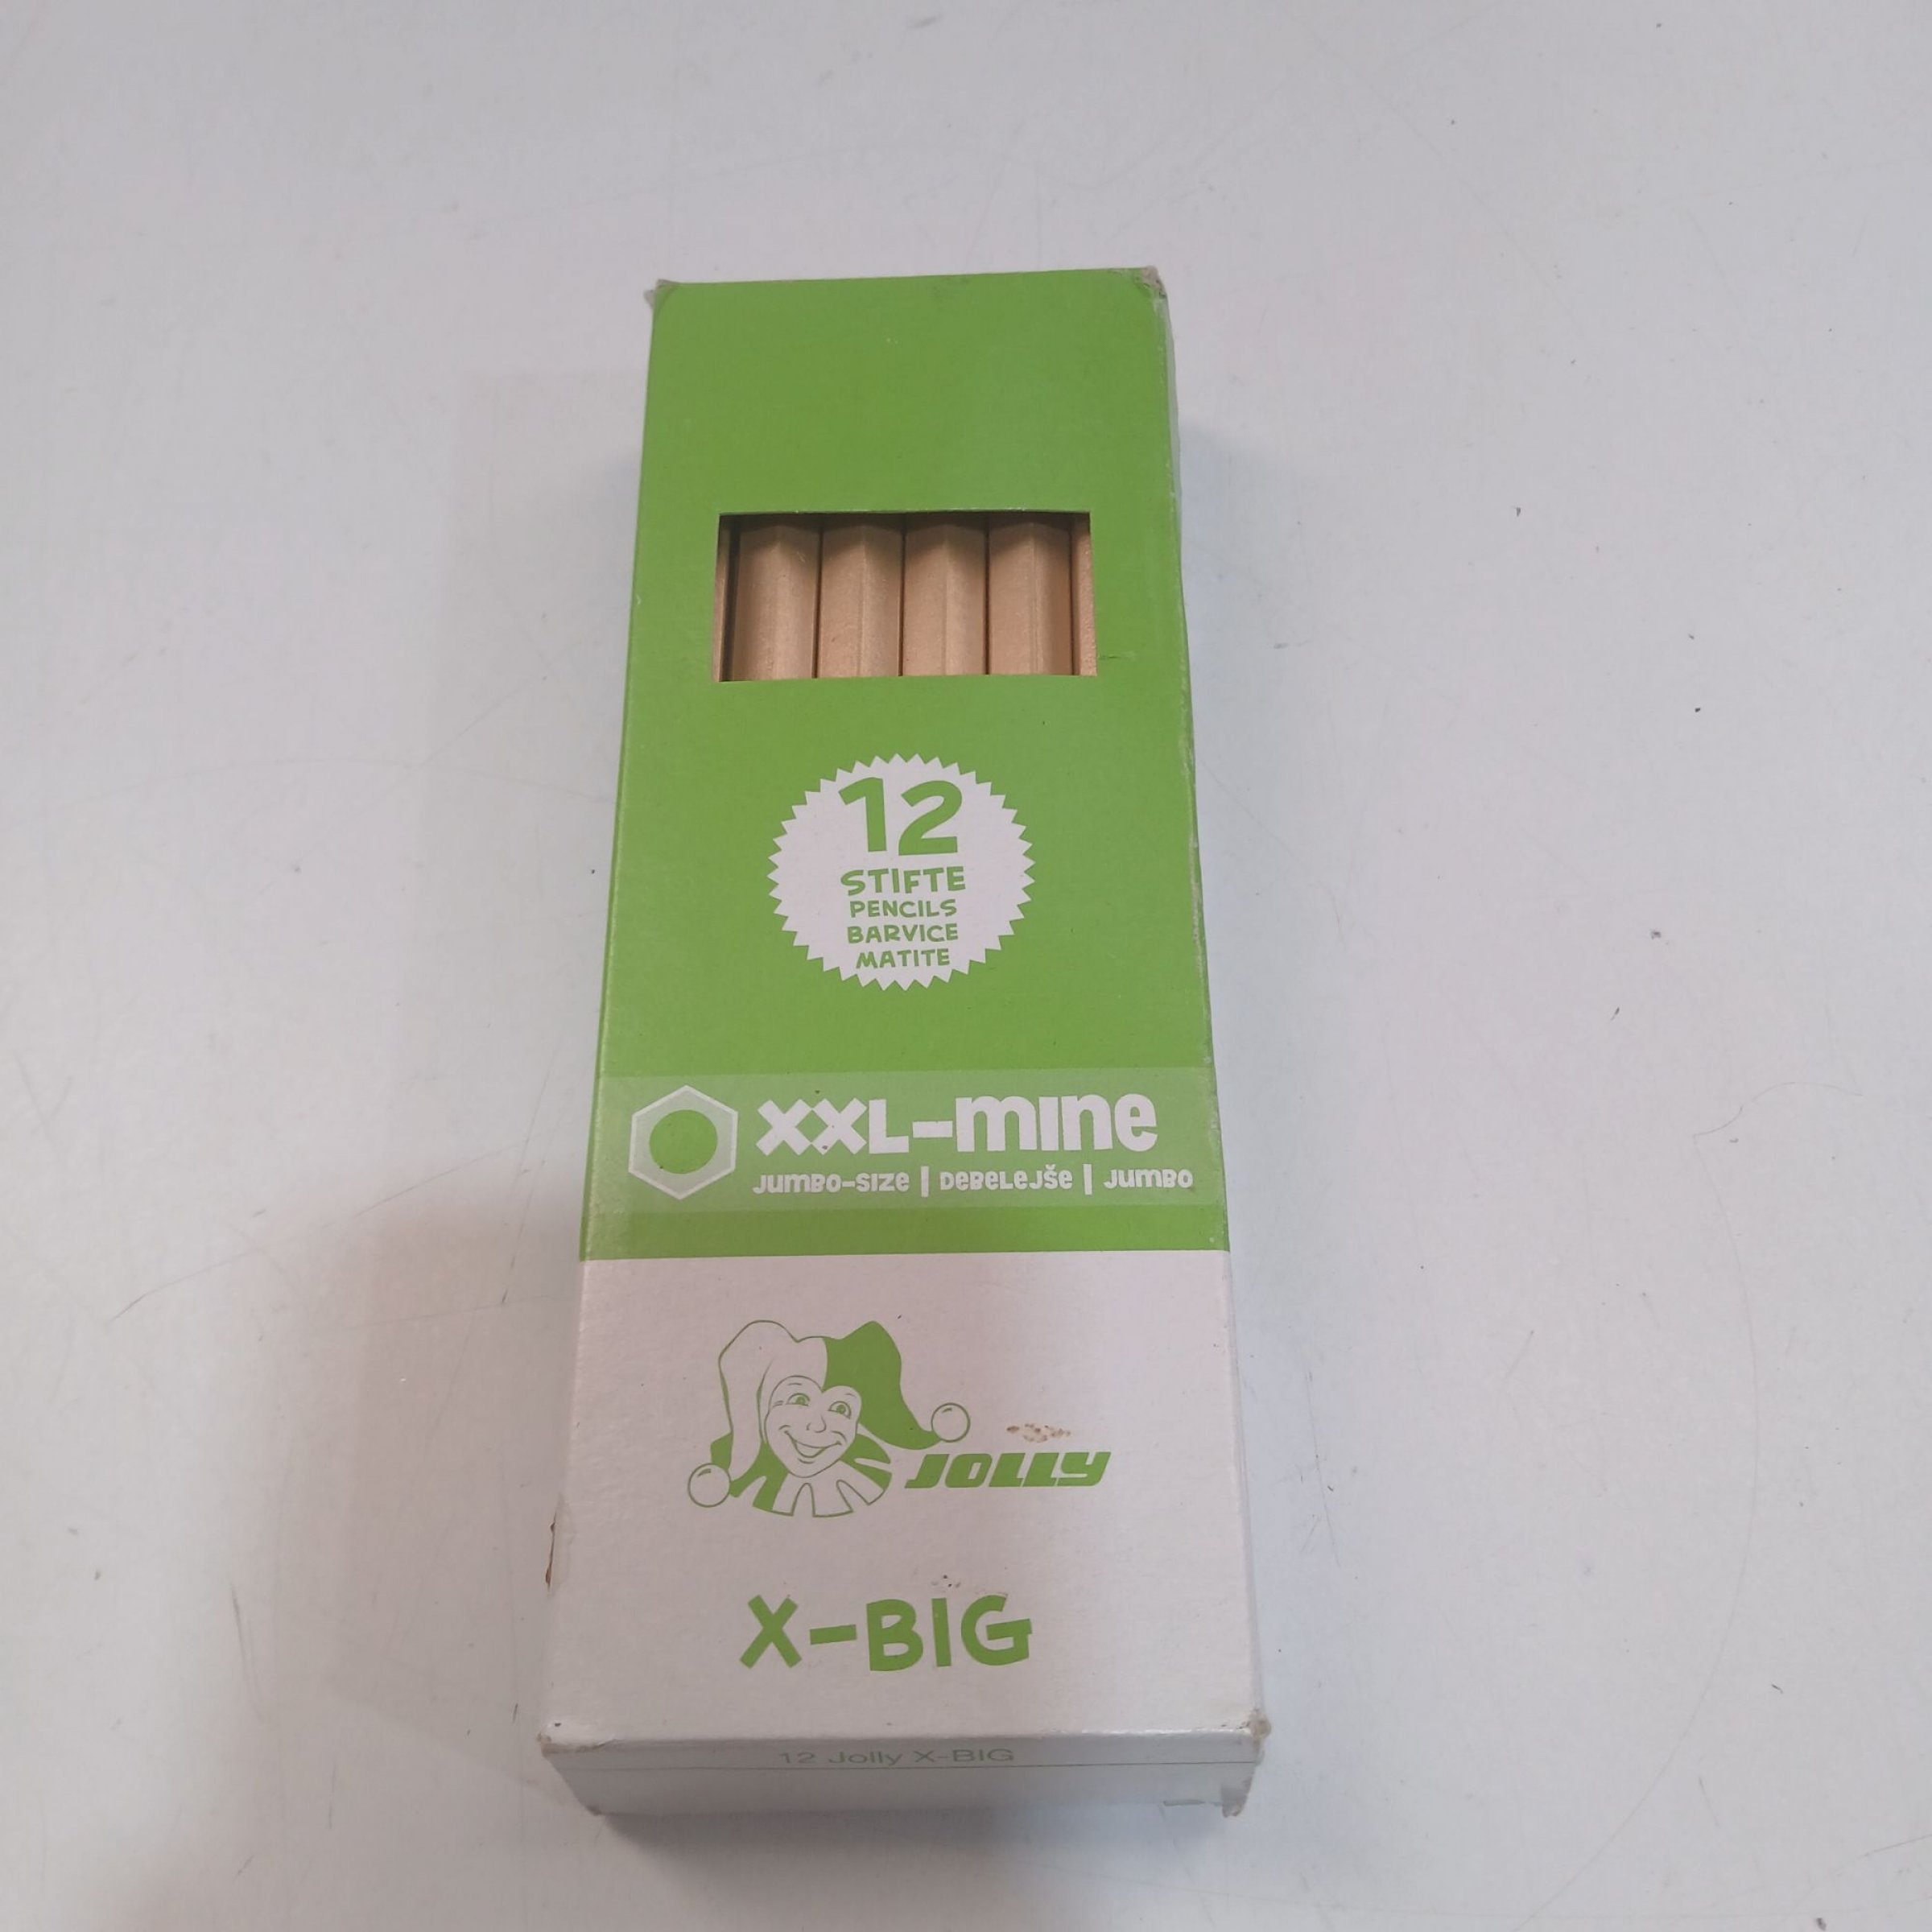 12
STIFTE
PENCILS
BARVICE
MATITE
XXL-mine
Jumbo-size | DeBeLeJše | Jumbo
JOLLY
X-BIG
12 Jolly X-BIG